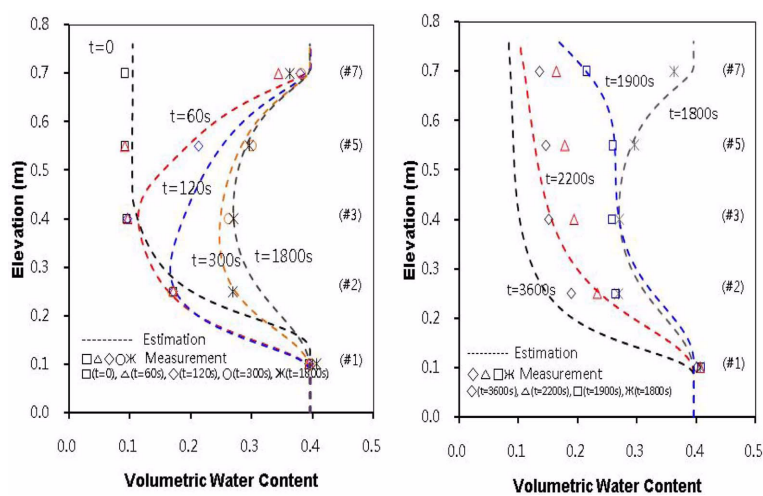 0.8
0.7
0.6
0.5
0.4
0.3
0.2
0.1
0.0
Elevation (m)
t=0
t=60s
t=120s
t=300s
t=1800s
(#7)
(#5)
(#3)
(#2)
(#1)
Estimation
Measurement
(t=0), (t=60s), (t=120s), (t=300s), (t=1800s)
0.0 0.1 0.2 0.3 0.4 0.5
Volumetric Water Content
0.8
0.7
0.6
0.5
0.4
0.3
0.2
0.1
0.0
Elevation (m)
t=1900s
t=1800s
t=2200s
t=3600s
(#7)
(#5)
(#3)
(#2)
(#1)
Estimation
Measurement
(t=3600s), (t=2200s), (t=1900s), (t=1800s)
0.0 0.1 0.2 0.3 0.4 0.5
Volumetric Water Content